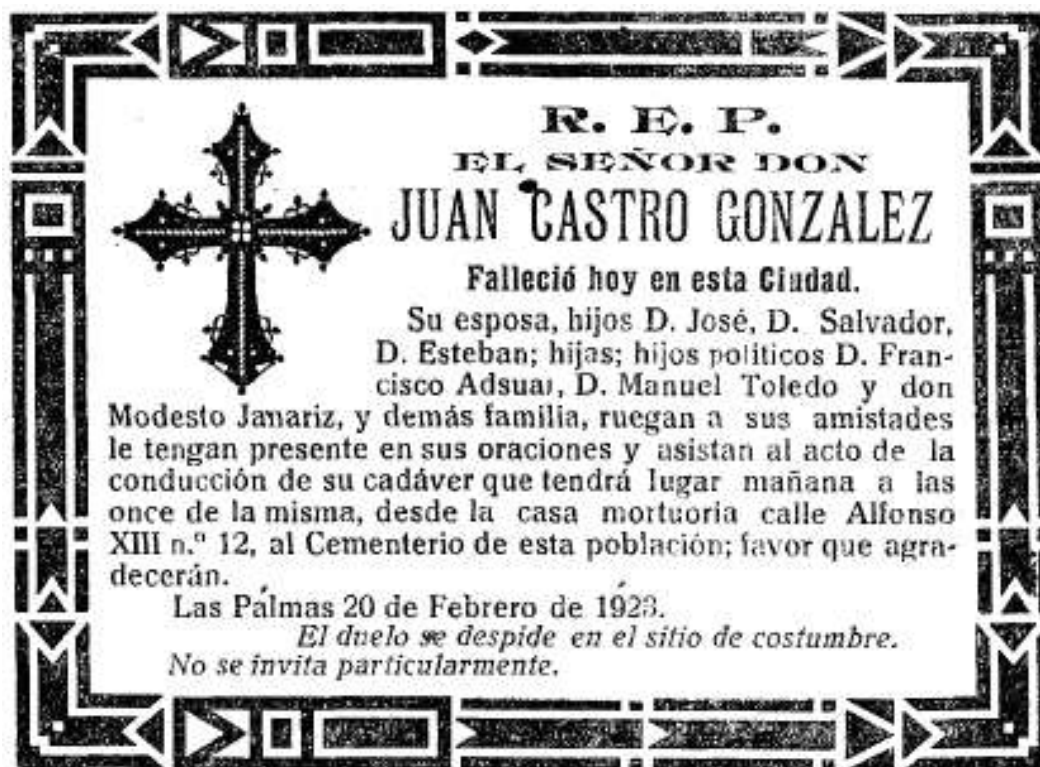 R. E. P.
EL SEÑOR DON
JUAN CASTRO GONZALEZ
Falleció hoy en esta Ciudad.
Su esposa, hijos D. José, D. Salvador,
D. Esteban; hijas; hijos políticos D. Fran-
cisco Adsuar, D. Manuel Toledo y don
Modesto Janariz, y demás familia, ruegan a sus amistades
le tengan presente en sus oraciones y asistan al acto de la
conducción de su cadáver que tendrá lugar mañana a las
once de la misma, desde la casa mortuoria calle Alfonso
XIII n.º 12, al Cementerio de esta población; favor que agra-
decerán.
Las Palmas 20 de Febrero de
El duelo se despide en el sitio de costumbre.
No se invita particularmente.